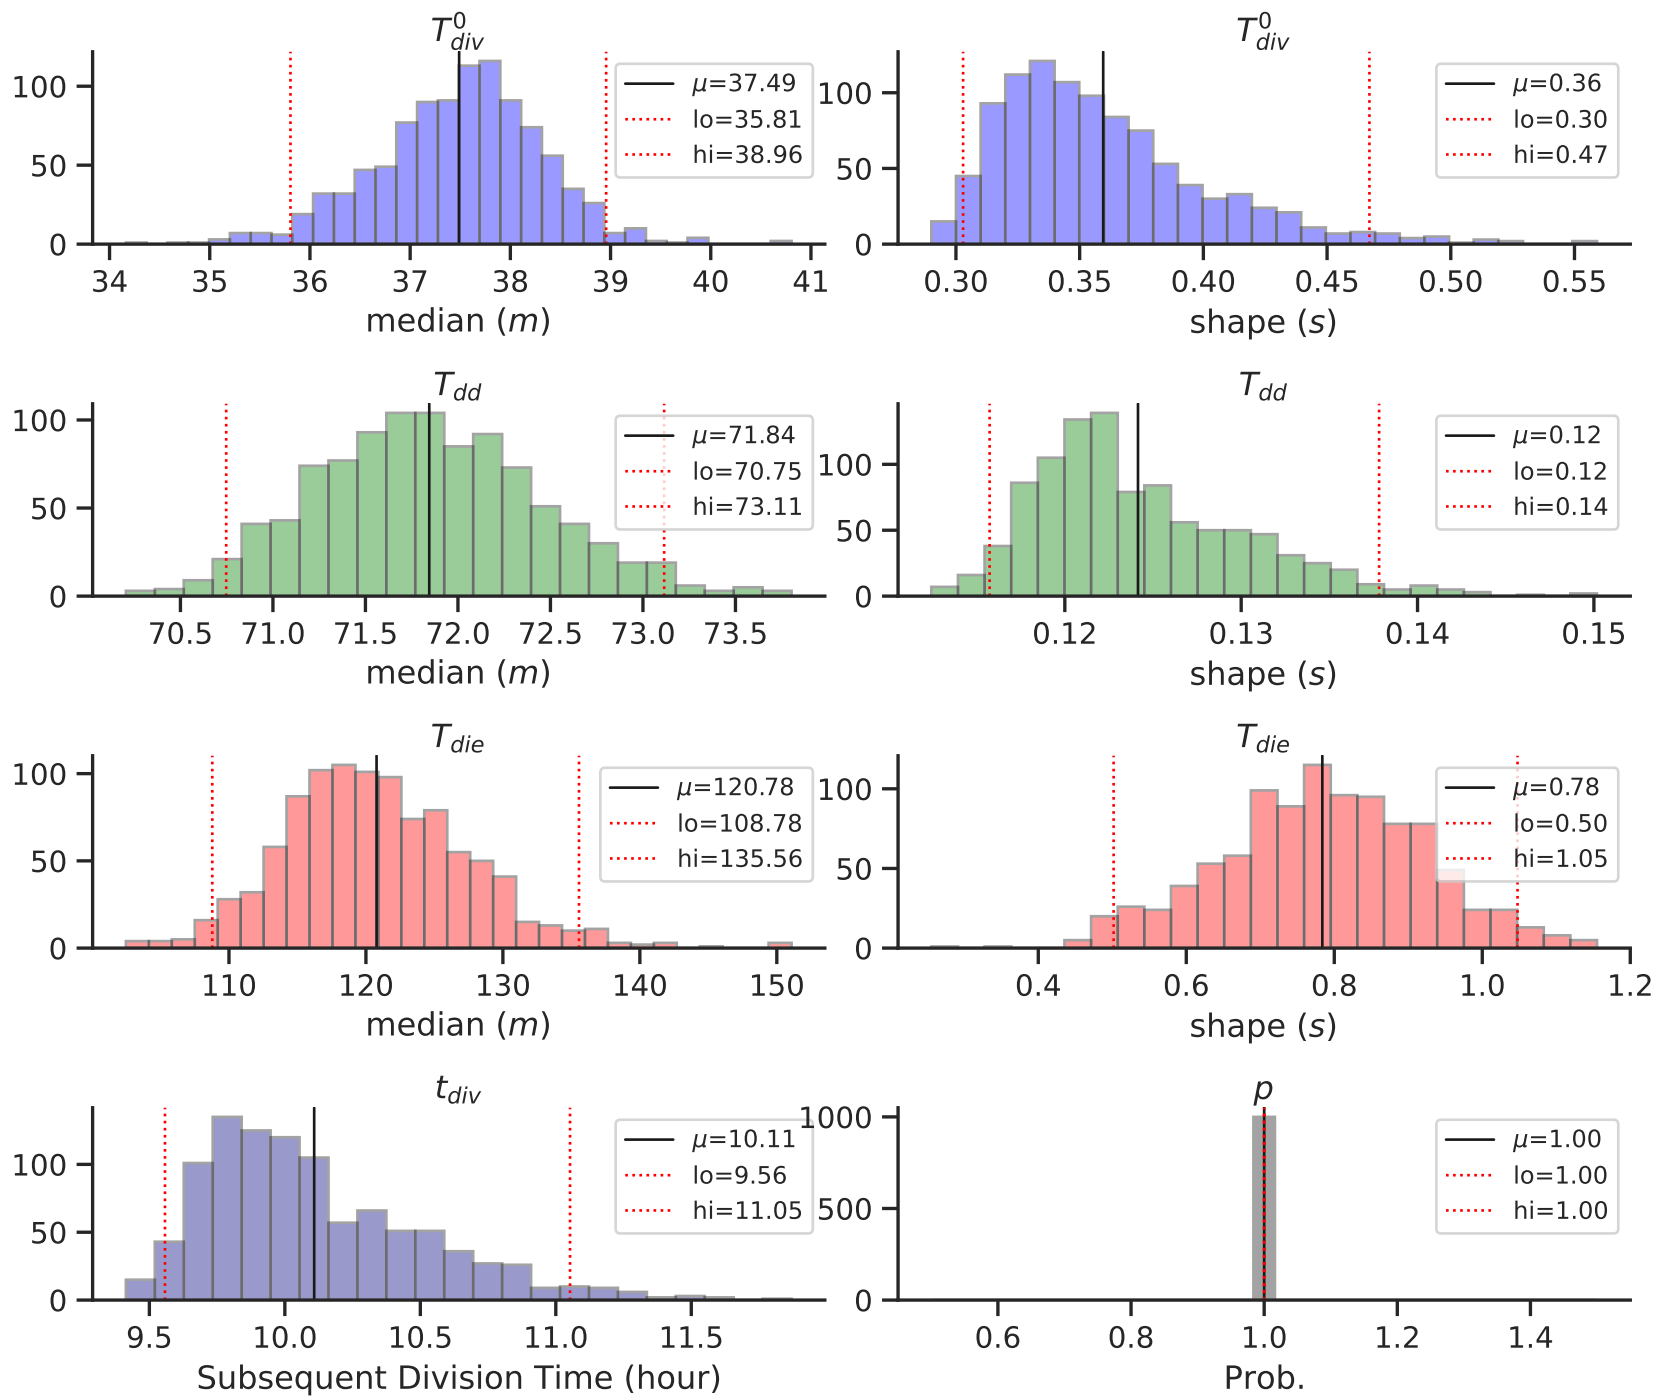 T⁰div
100
50
0
μ=37.49
lo=35.81
hi=38.96
34 35 36 37 38 39 40 41
median (m)
T⁰div
100
50
0
μ=0.36
lo=0.30
hi=0.47
0.30 0.35 0.40 0.45 0.50 0.55
shape (s)
Tdd
100
50
0
μ=71.84
lo=70.75
hi=73.11
70.5 71.0 71.5 72.0 72.5 73.0 73.5
median (m)
Tdd
100
50
0
μ=0.12
lo=0.12
hi=0.14
0.12 0.13 0.14 0.15
shape (s)
Tdie
100
50
0
μ=120.78
lo=108.78
hi=135.56
110 120 130 140 150
median (m)
Tdie
100
50
0
μ=0.78
lo=0.50
hi=1.05
0.4 0.6 0.8 1.0 1.2
shape (s)
tdiv
100
50
0
μ=10.11
lo=9.56
hi=11.05
9.5 10.0 10.5 11.0 11.5
Subsequent Division Time (hour)
p
1000
500
0
μ=1.00
lo=1.00
hi=1.00
0.6 0.8 1.0 1.2 1.4
Prob.